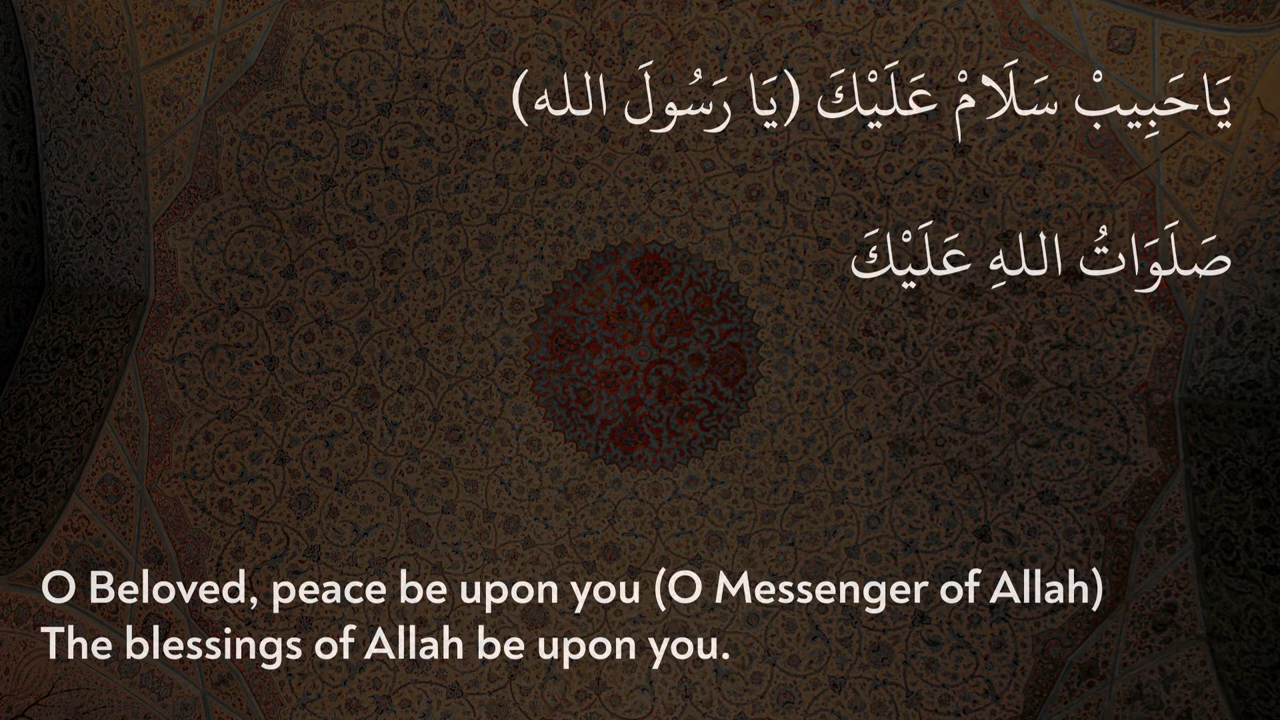 يَاحَبِيبْ سَلَامْ عَلَيْكَ (يَا رَسُولَ الله)
صَلَوَاتُ اللهِ عَلَيْكَ
O Beloved, peace be upon you (O Messenger of Allah)
The blessings of Allah be upon you.